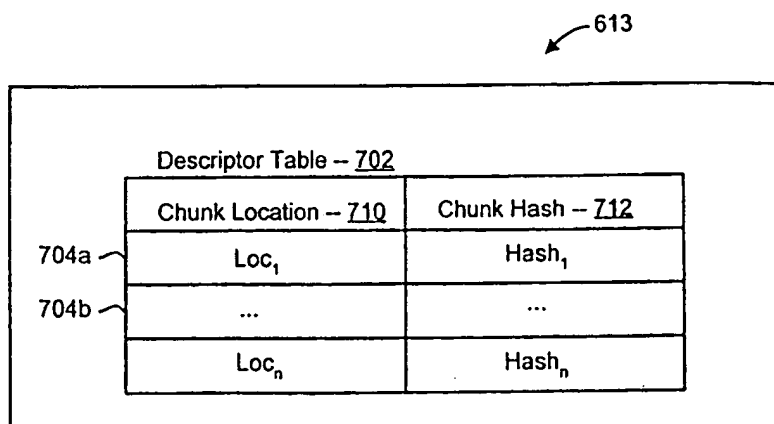 613
Descriptor Table -- 702
Chunk Location -- 710 Chunk Hash -- 712
704a Loc₁ Hash₁
704b ... ...
Locₙ Hashₙ